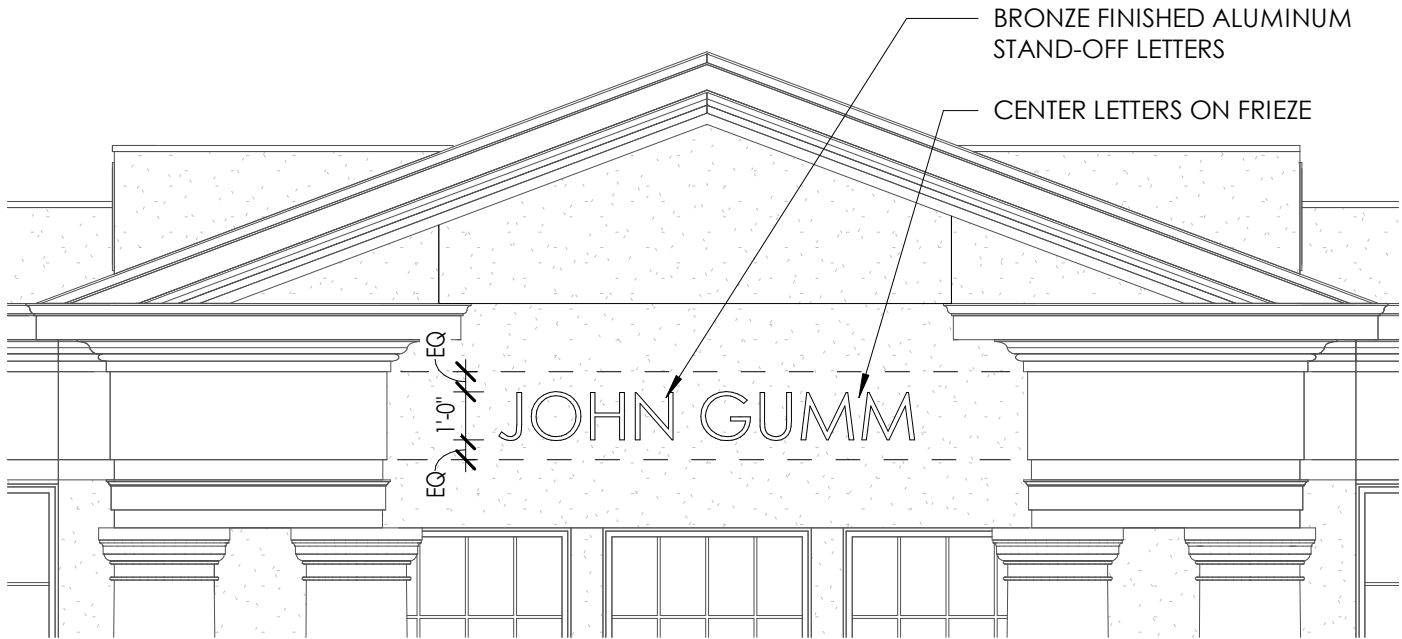 BRONZE FINISHED ALUMINUM
STAND-OFF LETTERS
CENTER LETTERS ON FRIEZE
EQ
1'-0"
EQ
JOHN GUMM